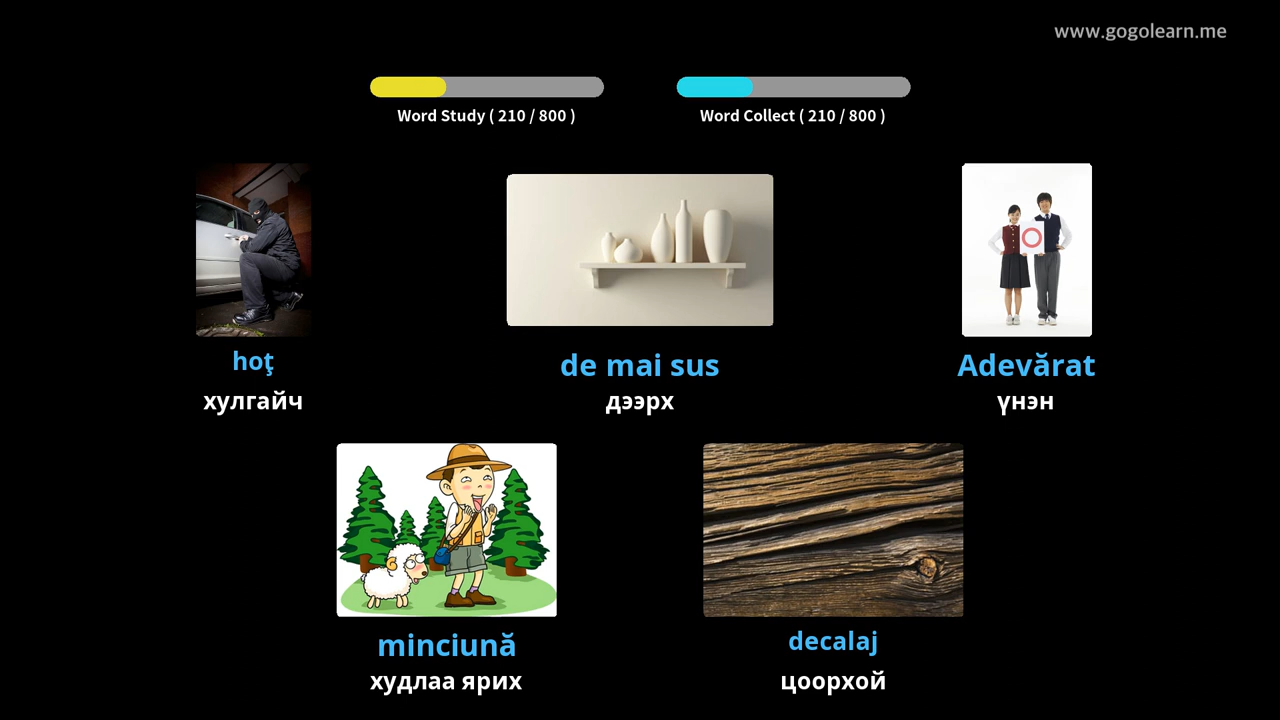 www.gogolearn.me
Word Study ( 210 / 800 )
Word Collect ( 210 / 800 )
hoţ
хулгайч
de mai sus
дээрх
Adevărat
үнэн
minciună
худлаа ярих
decalaj
цоорхой